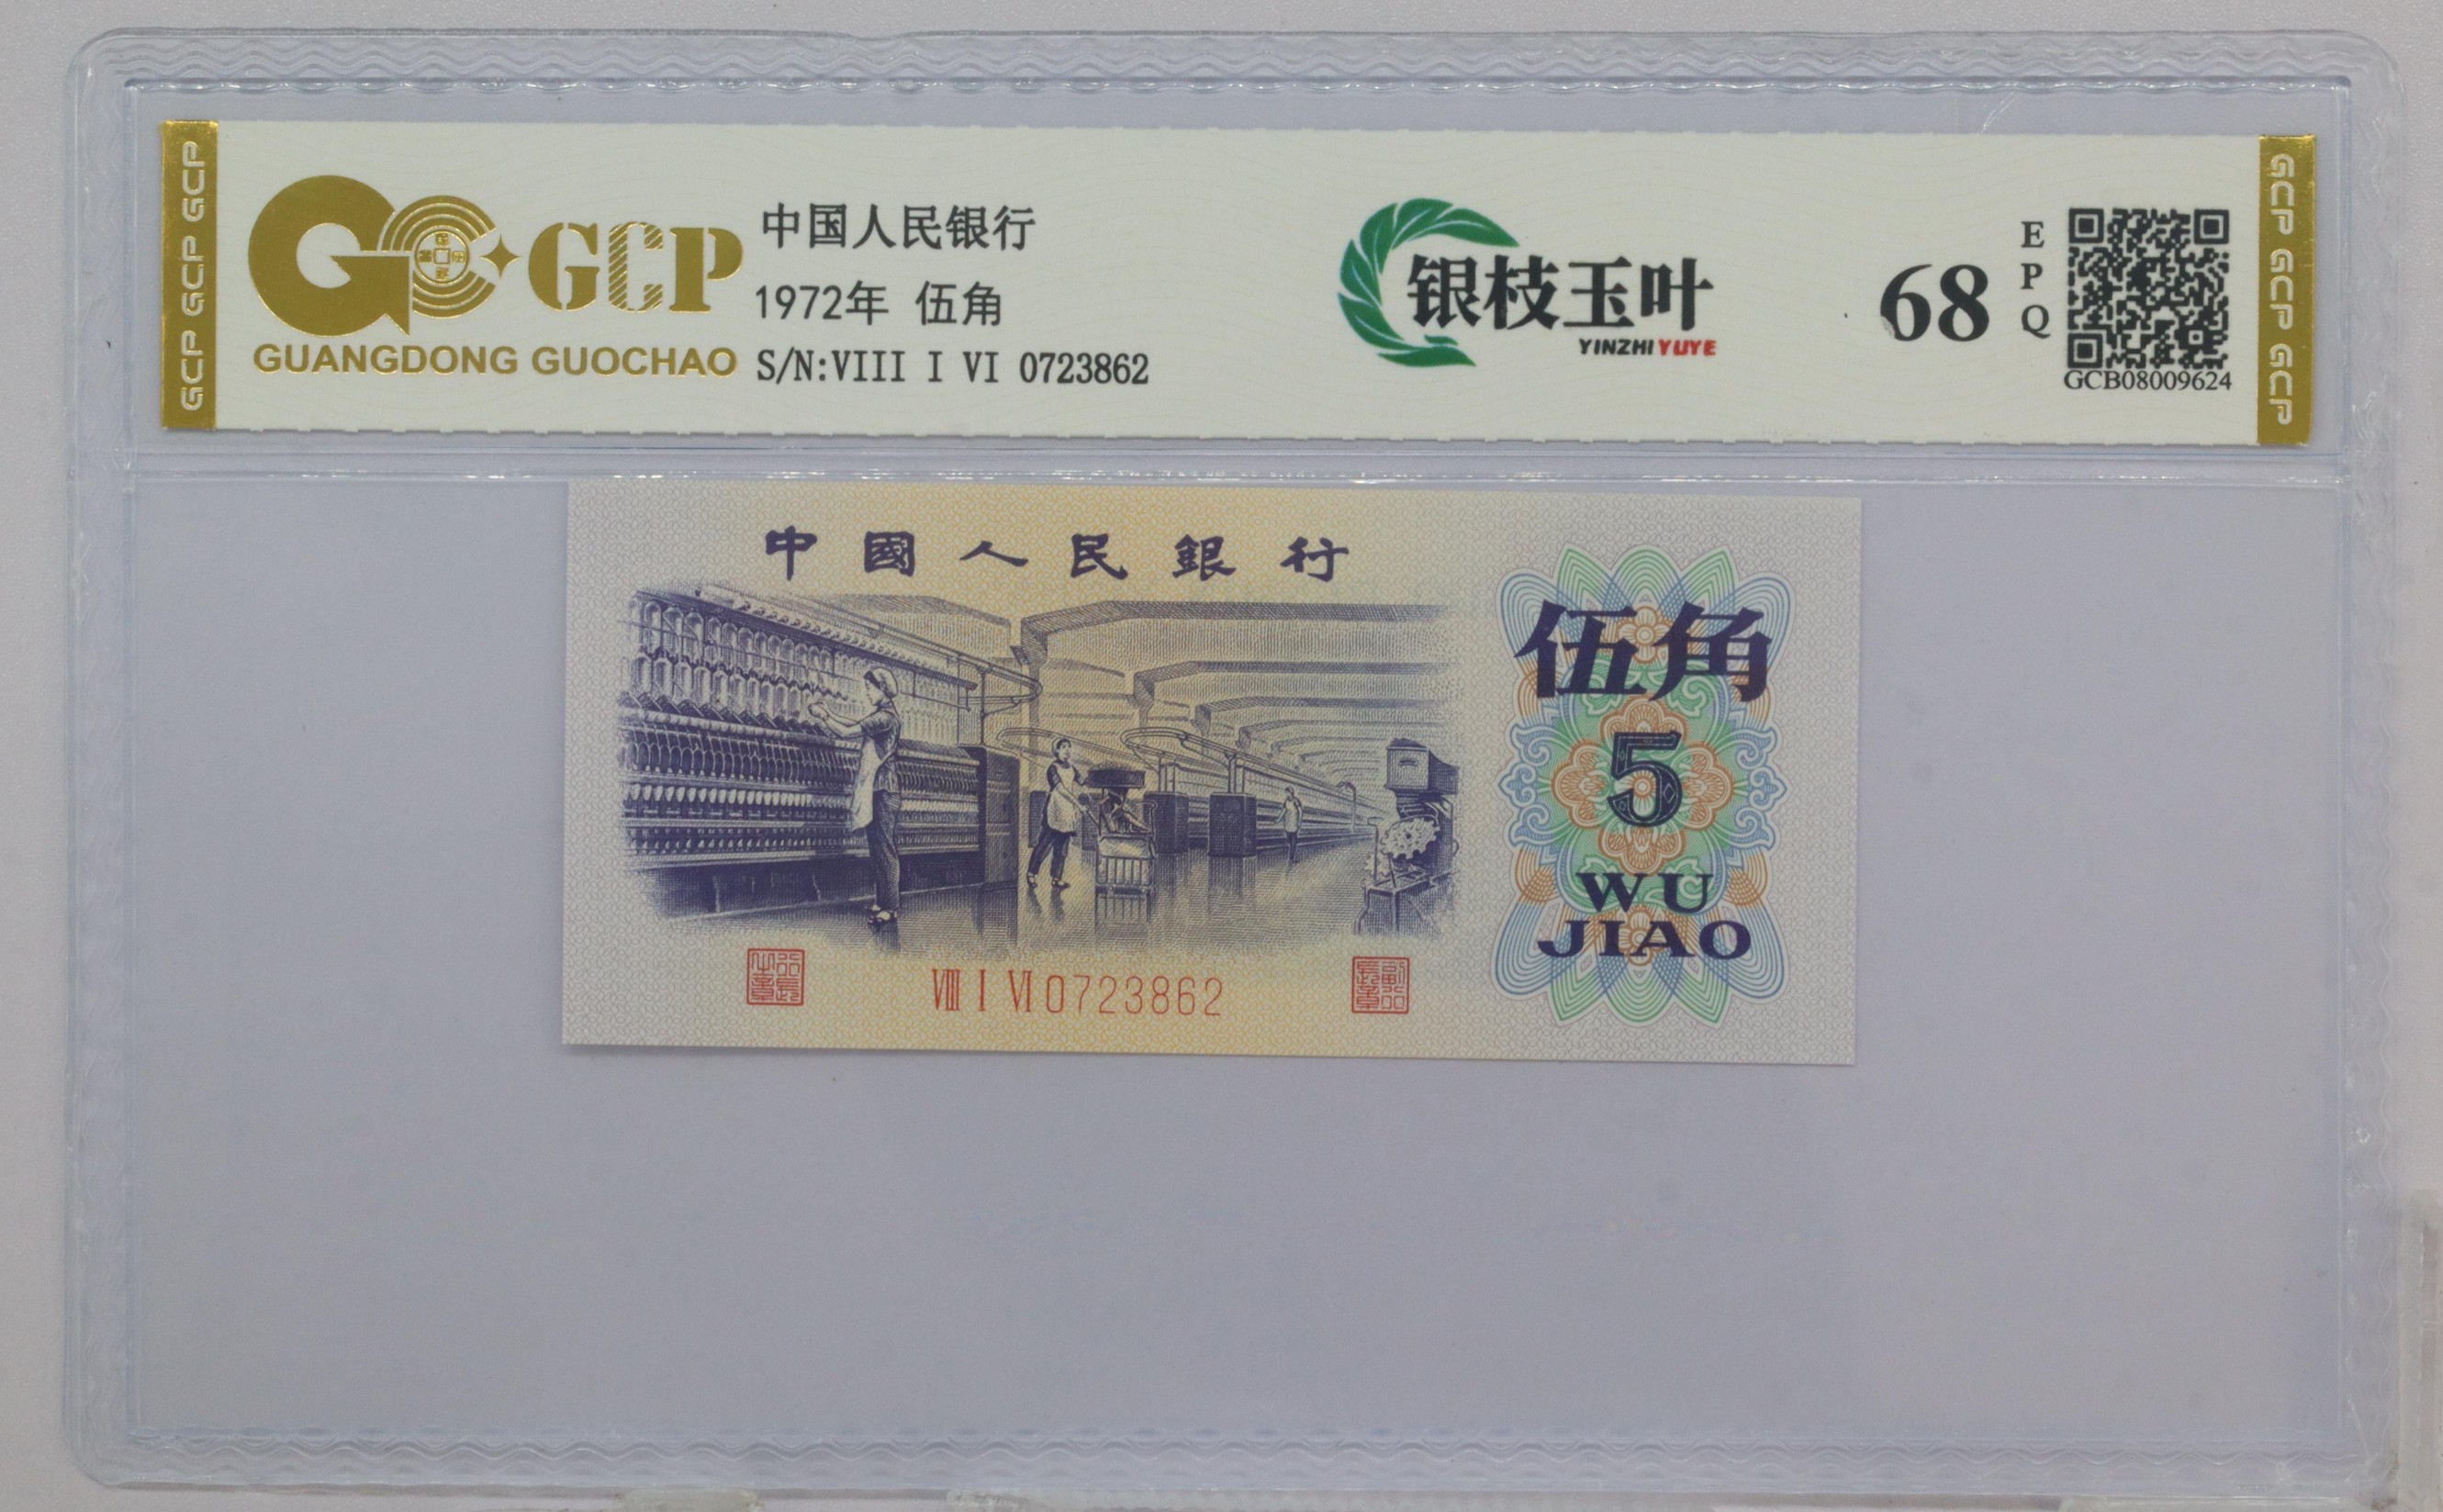 GCP GCP GCP
GCP
GUANGDONG GUOCHAO
中国人民银行
1972年 伍角
S/N:VIII I VI 0723862
银枝玉叶
YINZHIYUYE
68
EPQ
GCB08009624
GCP GCP GCP
中國人民銀行
伍角
5
WU
JIAO
VIII I VI 0723862